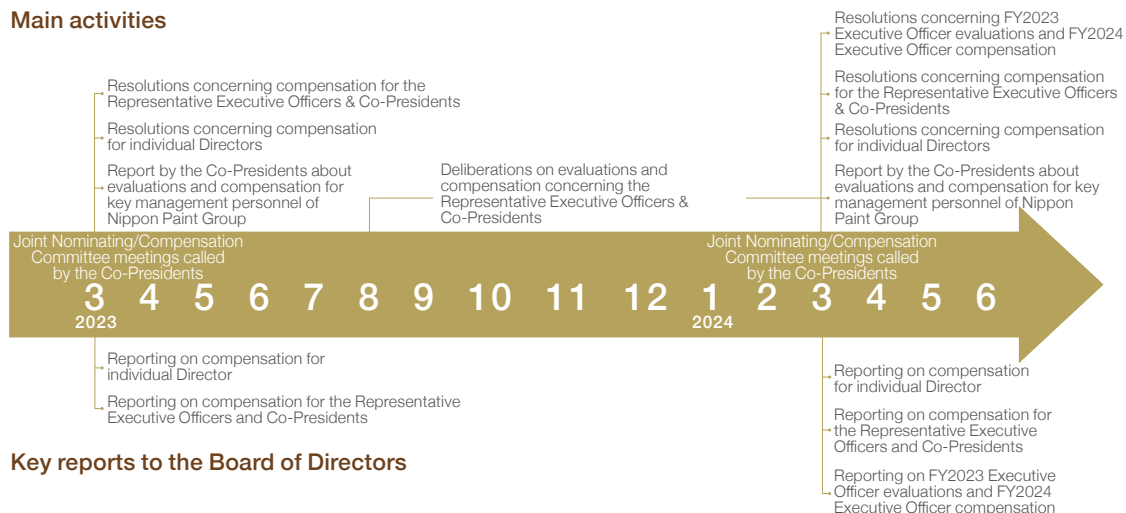 Main activities
Resolutions concerning compensation for the
Representative Executive Officers & Co-Presidents
Resolutions concerning compensation
for individual Directors
Report by the Co-Presidents about
evaluations and compensation for
key management personnel of
Nippon Paint Group
Deliberations on evaluations and
compensation concerning the
Representative Executive Officers &
Co-Presidents
Resolutions concerning FY2023
Executive Officer evaluations and FY2024
Executive Officer compensation
Resolutions concerning compensation
for the Representative Executive Officers
& Co-Presidents
Resolutions concerning compensation
for individual Directors
Report by the Co-Presidents about
evaluations and compensation for key
management personnel of Nippon
Paint Group
Joint Nominating/Compensation
Committee meetings called
by the Co-Presidents
Joint Nominating/Compensation
Committee meetings called
by the Co-Presidents
3 4 5 6 7 8 9 10 11 12 1 2 3 4 5 6
2023 2024
Reporting on compensation for
individual Director
Reporting on compensation for the Representative
Executive Officers and Co-Presidents
Reporting on compensation
for individual Director
Reporting on compensation for
the Representative Executive
Officers and Co-Presidents
Reporting on FY2023 Executive
Officer evaluations and FY2024
Executive Officer compensation
Key reports to the Board of Directors